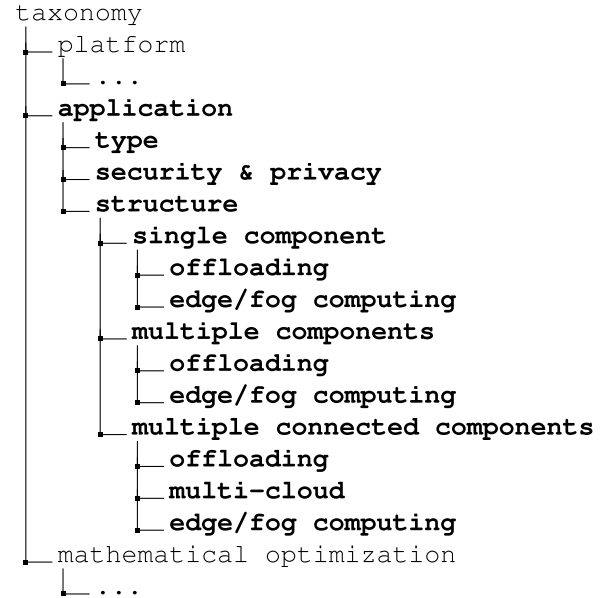 taxonomy
platform
...
application
type
security & privacy
structure
single component
offloading
edge/fog computing
multiple components
offloading
edge/fog computing
multiple connected components
offloading
multi-cloud
edge/fog computing
mathematical optimization
...